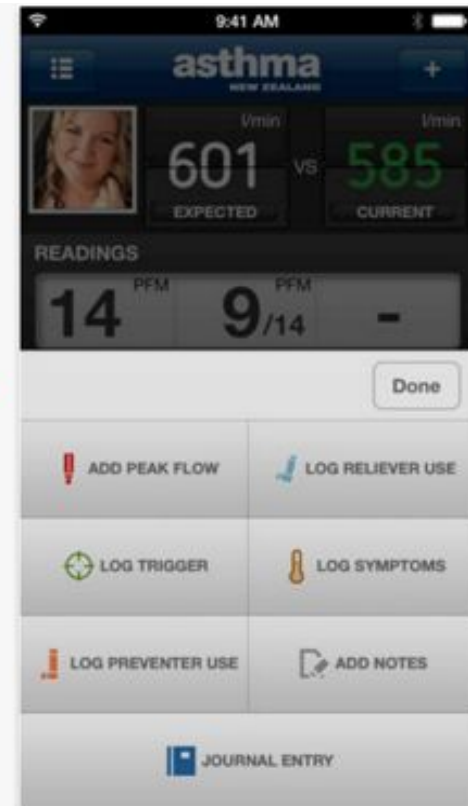 9:41 AM
asthma
NEW ZEALAND
+
l/min
l/min
601 VS 585
EXPECTED
CURRENT
READINGS
14 PFM 9/14 PFM -
Done
ADD PEAK FLOW
LOG RELIEVER USE
LOG TRIGGER
LOG SYMPTOMS
LOG PREVENTER USE
ADD NOTES
JOURNAL ENTRY